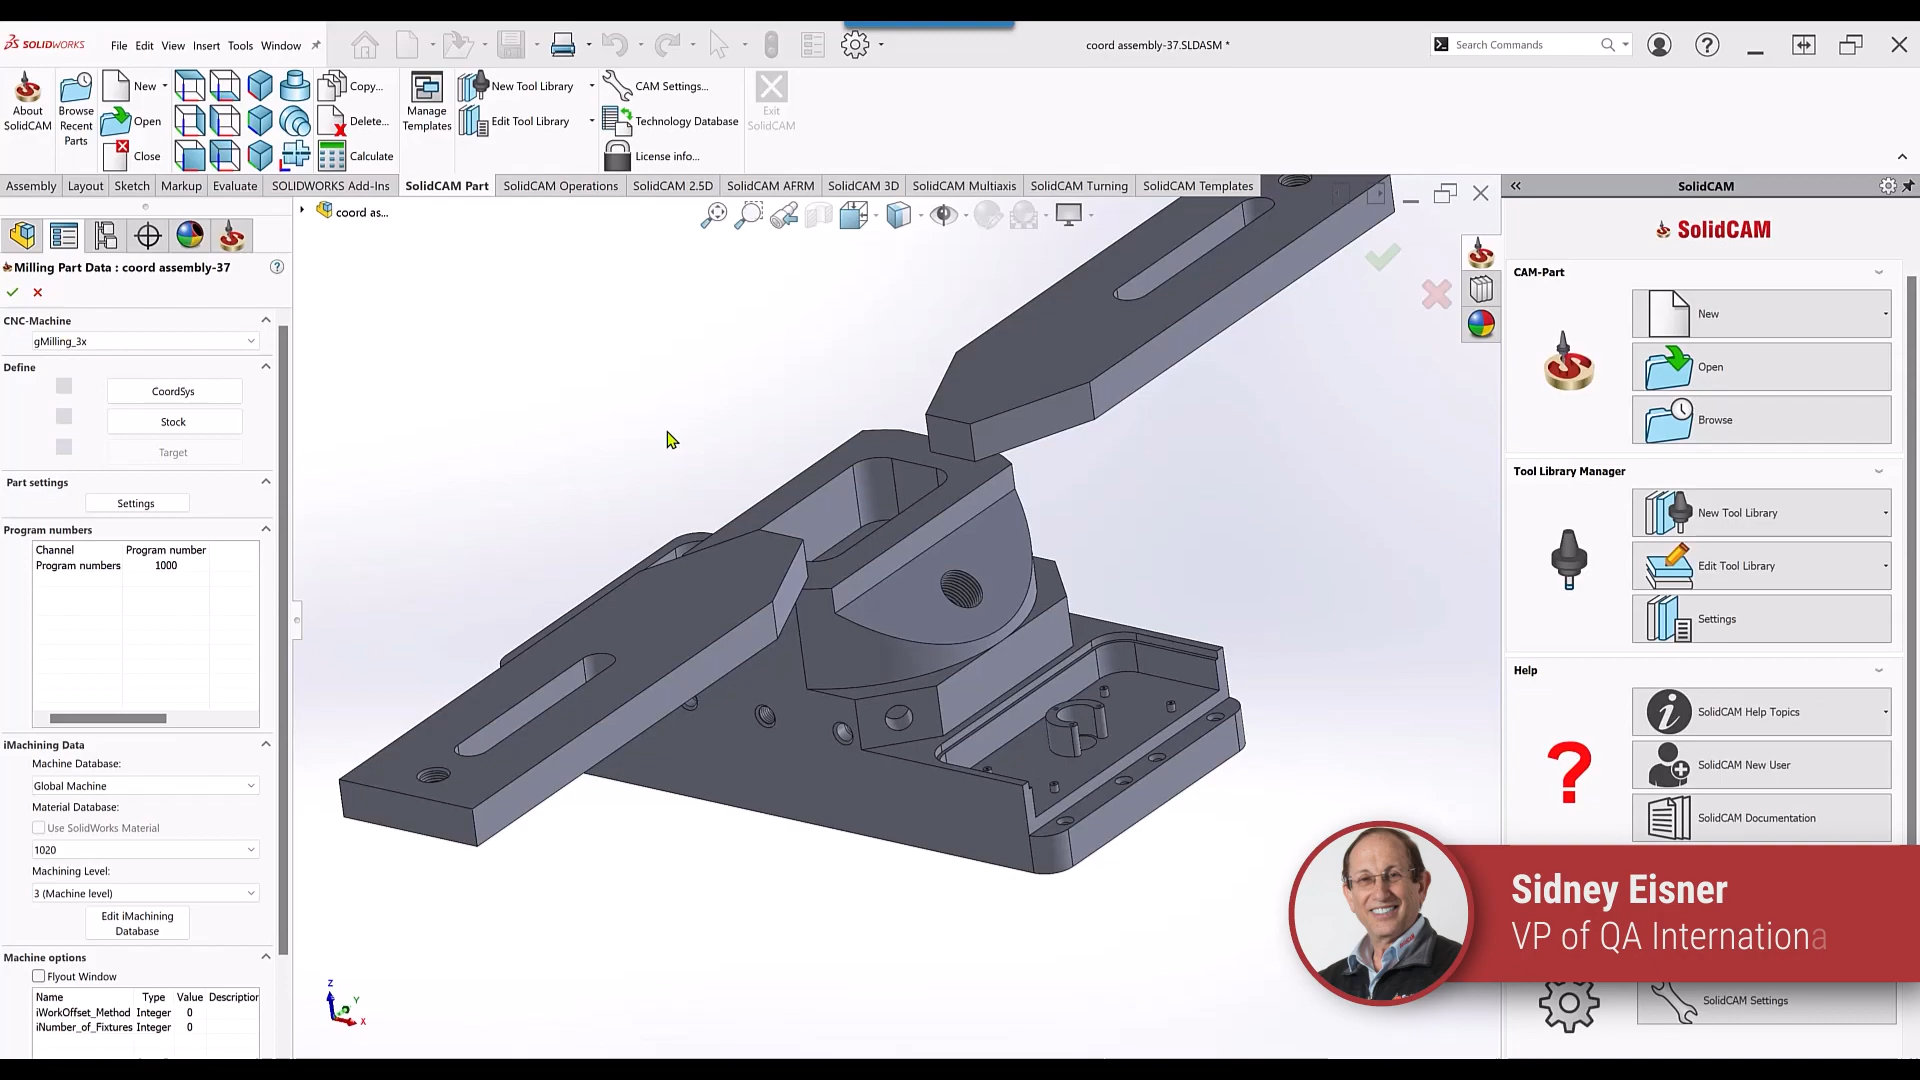 SOLIDWORKS File Edit View Insert Tools Window
coord assembly-37.SLDASM *
Search Commands
About SolidCAM
Browse Recent Parts
New
Open
Close
Copy...
Delete...
Calculate
Manage Templates
New Tool Library
Edit Tool Library
CAM Settings...
Technology Database
License info...
Exit SolidCAM
Assembly Layout Sketch Markup Evaluate SOLIDWORKS Add-Ins SolidCAM Part SolidCAM Operations SolidCAM 2.5D SolidCAM AFRM SolidCAM 3D SolidCAM Multiaxis SolidCAM Turning SolidCAM Templates
coord as...
Milling Part Data : coord assembly-37
CNC-Machine
gMilling_3x
Define
CoordSys
Stock
Target
Part settings
Settings
Program numbers
Channel Program number
Program numbers 1000
iMachining Data
Machine Database:
Global Machine
Material Database:
Use SolidWorks Material
1020
Machining Level:
3 (Machine level)
Edit iMachining
Database
Machine options
Flyout Window
Name Type Value Description
iWorkOffset_Method Integer 0
iNumber_of_Fixtures Integer 0
Z
Y
X
SolidCAM
SolidCAM
CAM-Part
New
Open
Browse
Tool Library Manager
New Tool Library
Edit Tool Library
Settings
Help
SolidCAM Help Topics
SolidCAM New User
SolidCAM Documentation
Sidney Eisner
VP of QA Internationa
SolidCAM Settings